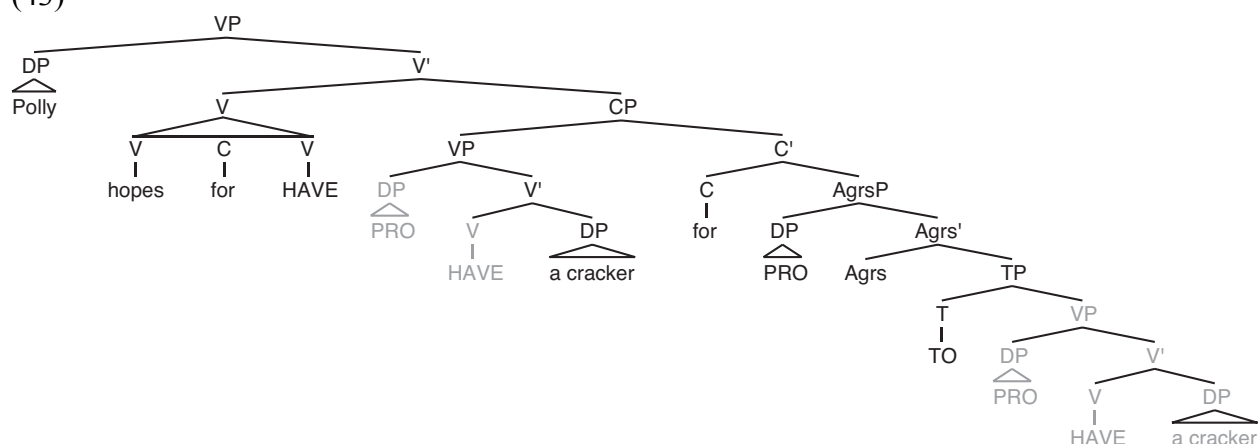 (43)
VP
DP V'
Polly V CP
V C V VP C'
hopes for HAVE DP V' C AgrsP
PRO V DP for DP Agrs'
HAVE a cracker PRO Agrs TP
T VP
TO DP V'
PRO V DP
HAVE a cracker